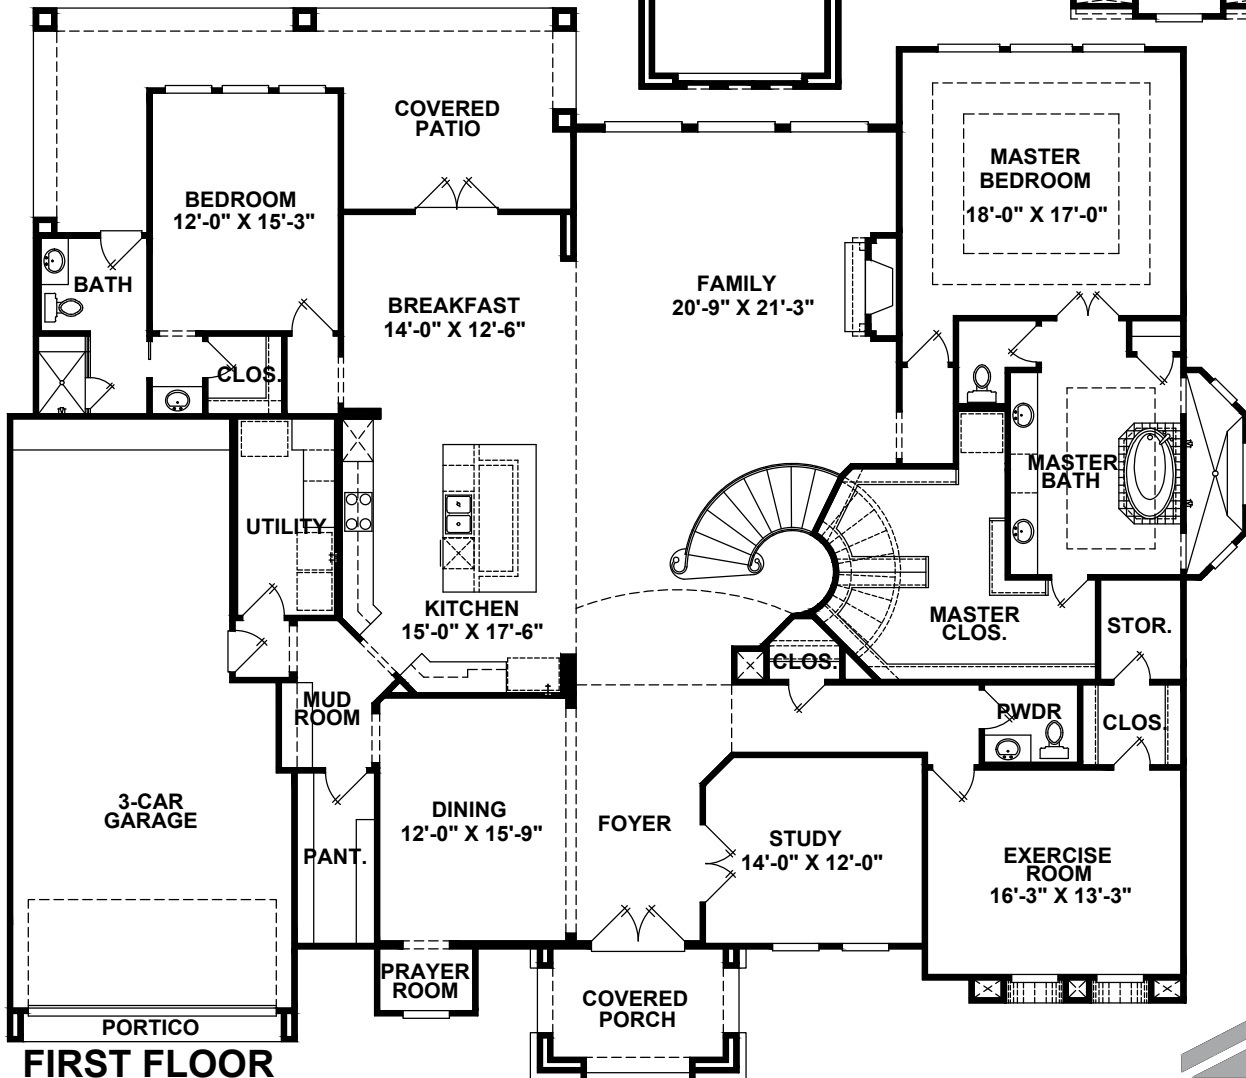 COVERED
PATIO
MASTER
BEDROOM
18'-0" X 17'-0"
BEDROOM
12'-0" X 15'-3"
BATH
FAMILY
20'-9" X 21'-3"
BREAKFAST
14'-0" X 12'-6"
CLOS.
MASTER
BATH
UTILITY
KITCHEN
15'-0" X 17'-6"
MASTER
CLOS.
STOR.
CLOS.
MUD
ROOM
PWDR
CLOS.
3-CAR
GARAGE
DINING
12'-0" X 15'-9"
FOYER
STUDY
14'-0" X 12'-0"
PANT.
EXERCISE
ROOM
16'-3" X 13'-3"
PRAYER
ROOM
COVERED
PORCH
PORTICO
FIRST FLOOR